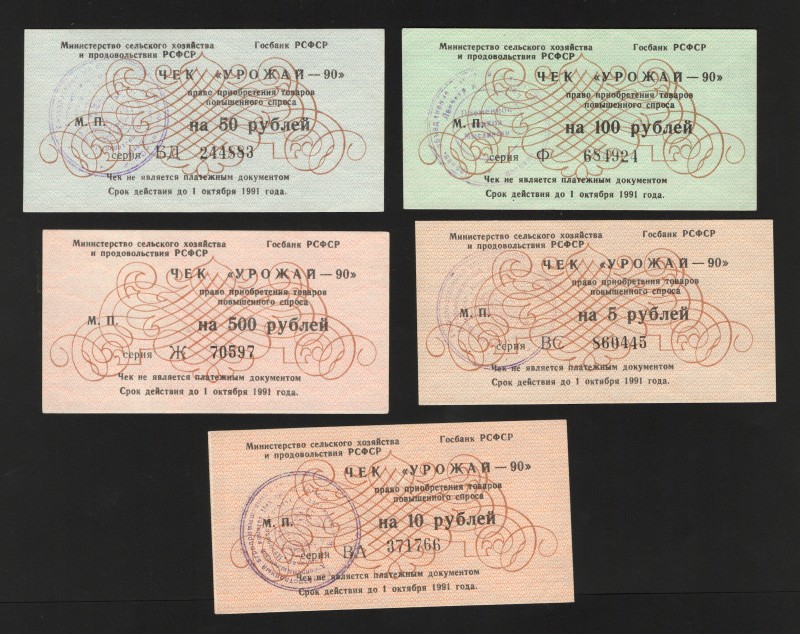 Министерство сельского хозяйства
и продовольствия РСФСР
Госбанк РСФСР
ЧЕК «УРОЖАЙ—90»
право приобретения товаров
повышенного спроса
М. П. на 50 рублей
серия БД 244883
Чек не является платежным документом
Срок действия до 1 октября 1991 года.
Министерство сельского хозяйства
и продовольствия РСФСР
Госбанк РСФСР
ЧЕК «УРОЖАЙ—90»
право приобретения товаров
повышенного спроса
М. П. на 100 рублей
серия Ф 684924
Чек не является платежным документом
Срок действия до 1 октября 1991 года.
Министерство сельского хозяйства
и продовольствия РСФСР
Госбанк РСФСР
ЧЕК «УРОЖАЙ—90»
право приобретения товаров
повышенного спроса
М. П. на 500 рублей
серия Ж 70597
Чек не является платежным документом
Срок действия до 1 октября 1991 года.
Министерство сельского хозяйства
и продовольствия РСФСР
Госбанк РСФСР
ЧЕК «УРОЖАЙ—90»
право приобретения товаров
повышенного спроса
М. П. на 5 рублей
серия ВС 860445
Чек не является платежным документом
Срок действия до 1 октября 1991 года.
Министерство сельского хозяйства
и продовольствия РСФСР
Госбанк РСФСР
ЧЕК «УРОЖАЙ—90»
право приобретения товаров
повышенного спроса
М. П. на 10 рублей
серия ВА 371766
Чек не является платежным документом
Срок действия до 1 октября 1991 года.